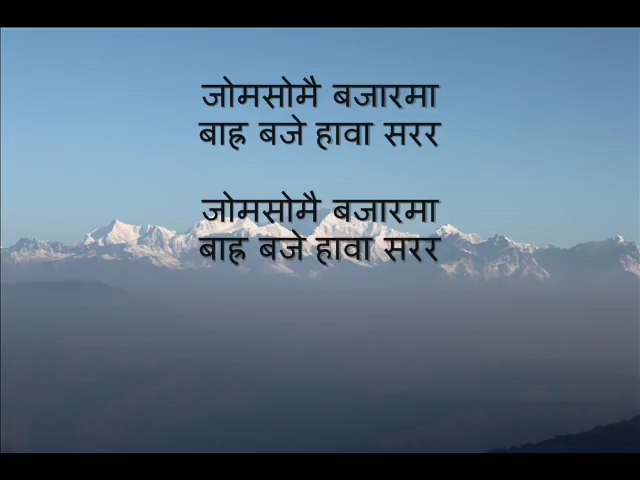 जोमसोमै बजारमा
बाह्र बजे हावा सरर
जोमसोमै बजारमा
बाह्र बजे हावा सरर